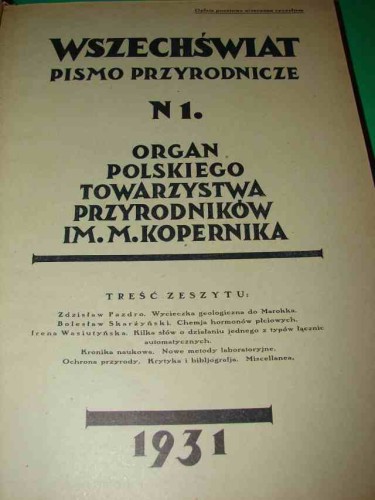 WSZECHŚWIAT
PISMO PRZYRODNICZE
N 1.
ORGAN
POLSKIEGO
TOWARZYSTWA
PRZYRODNIKÓW
IM. M. KOPERNIKA
TREŚĆ ZESZYTU:
Zdzisław Pazdro. Wycieczka geologiczna do Marokka.
Bolesław Skarżyński. Chemja hormonów płciowych.
Irena Wasiutyńska. Kilka słów o działaniu jednego z typów łącznic
automatycznych.
Kronika naukowa. Nowe metody laboratoryjne.
Ochrona przyrody. Krytyka i bibljografja. Miscellanea.
1931